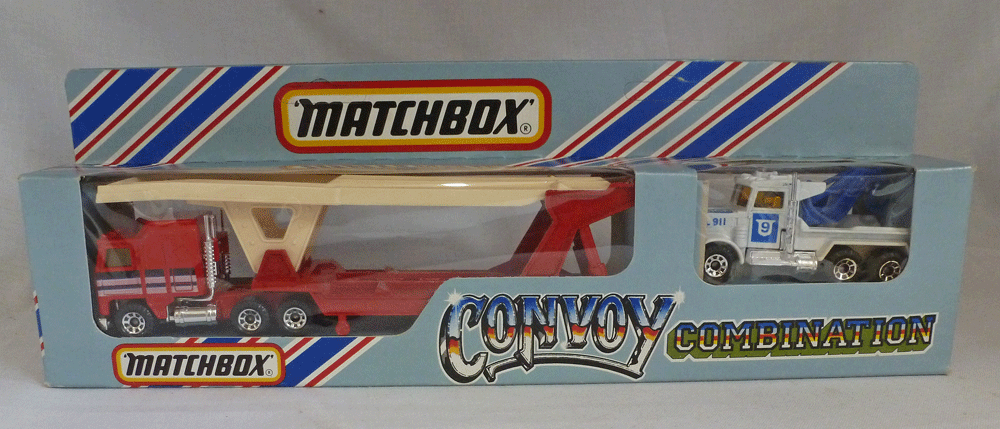 'MATCHBOX'®
CONVOY COMBINATION
'MATCHBOX'®
911
9